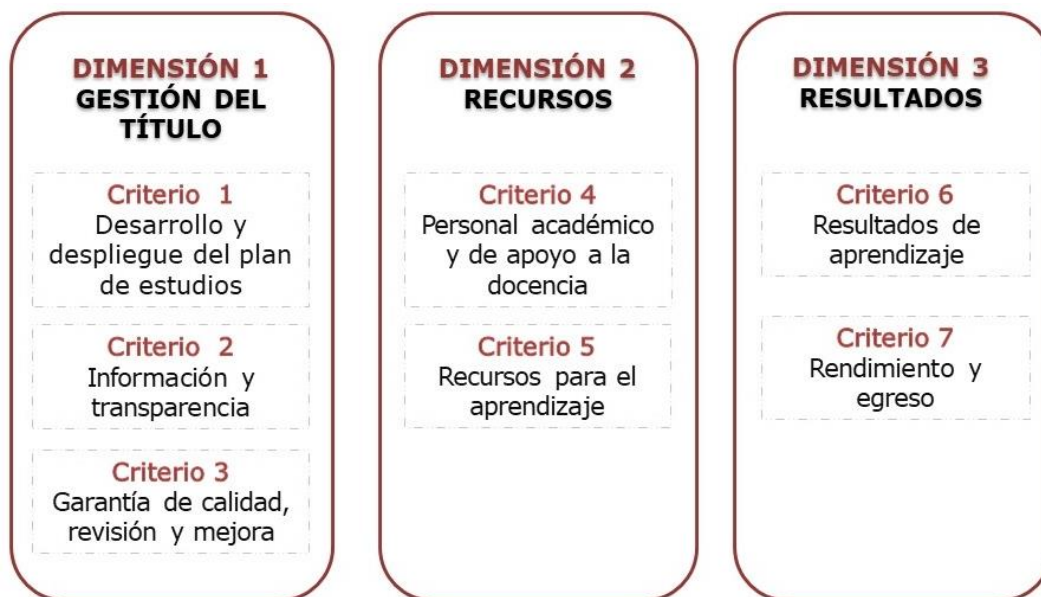 DIMENSIÓN 1
GESTIÓN DEL
TÍTULO
Criterio 1
Desarrollo y
despliegue del plan
de estudios
Criterio 2
Información y
transparencia
Criterio 3
Garantía de calidad,
revisión y mejora
DIMENSIÓN 2
RECURSOS
Criterio 4
Personal académico
y de apoyo a la
docencia
Criterio 5
Recursos para el
aprendizaje
DIMENSIÓN 3
RESULTADOS
Criterio 6
Resultados de
aprendizaje
Criterio 7
Rendimiento y
egreso